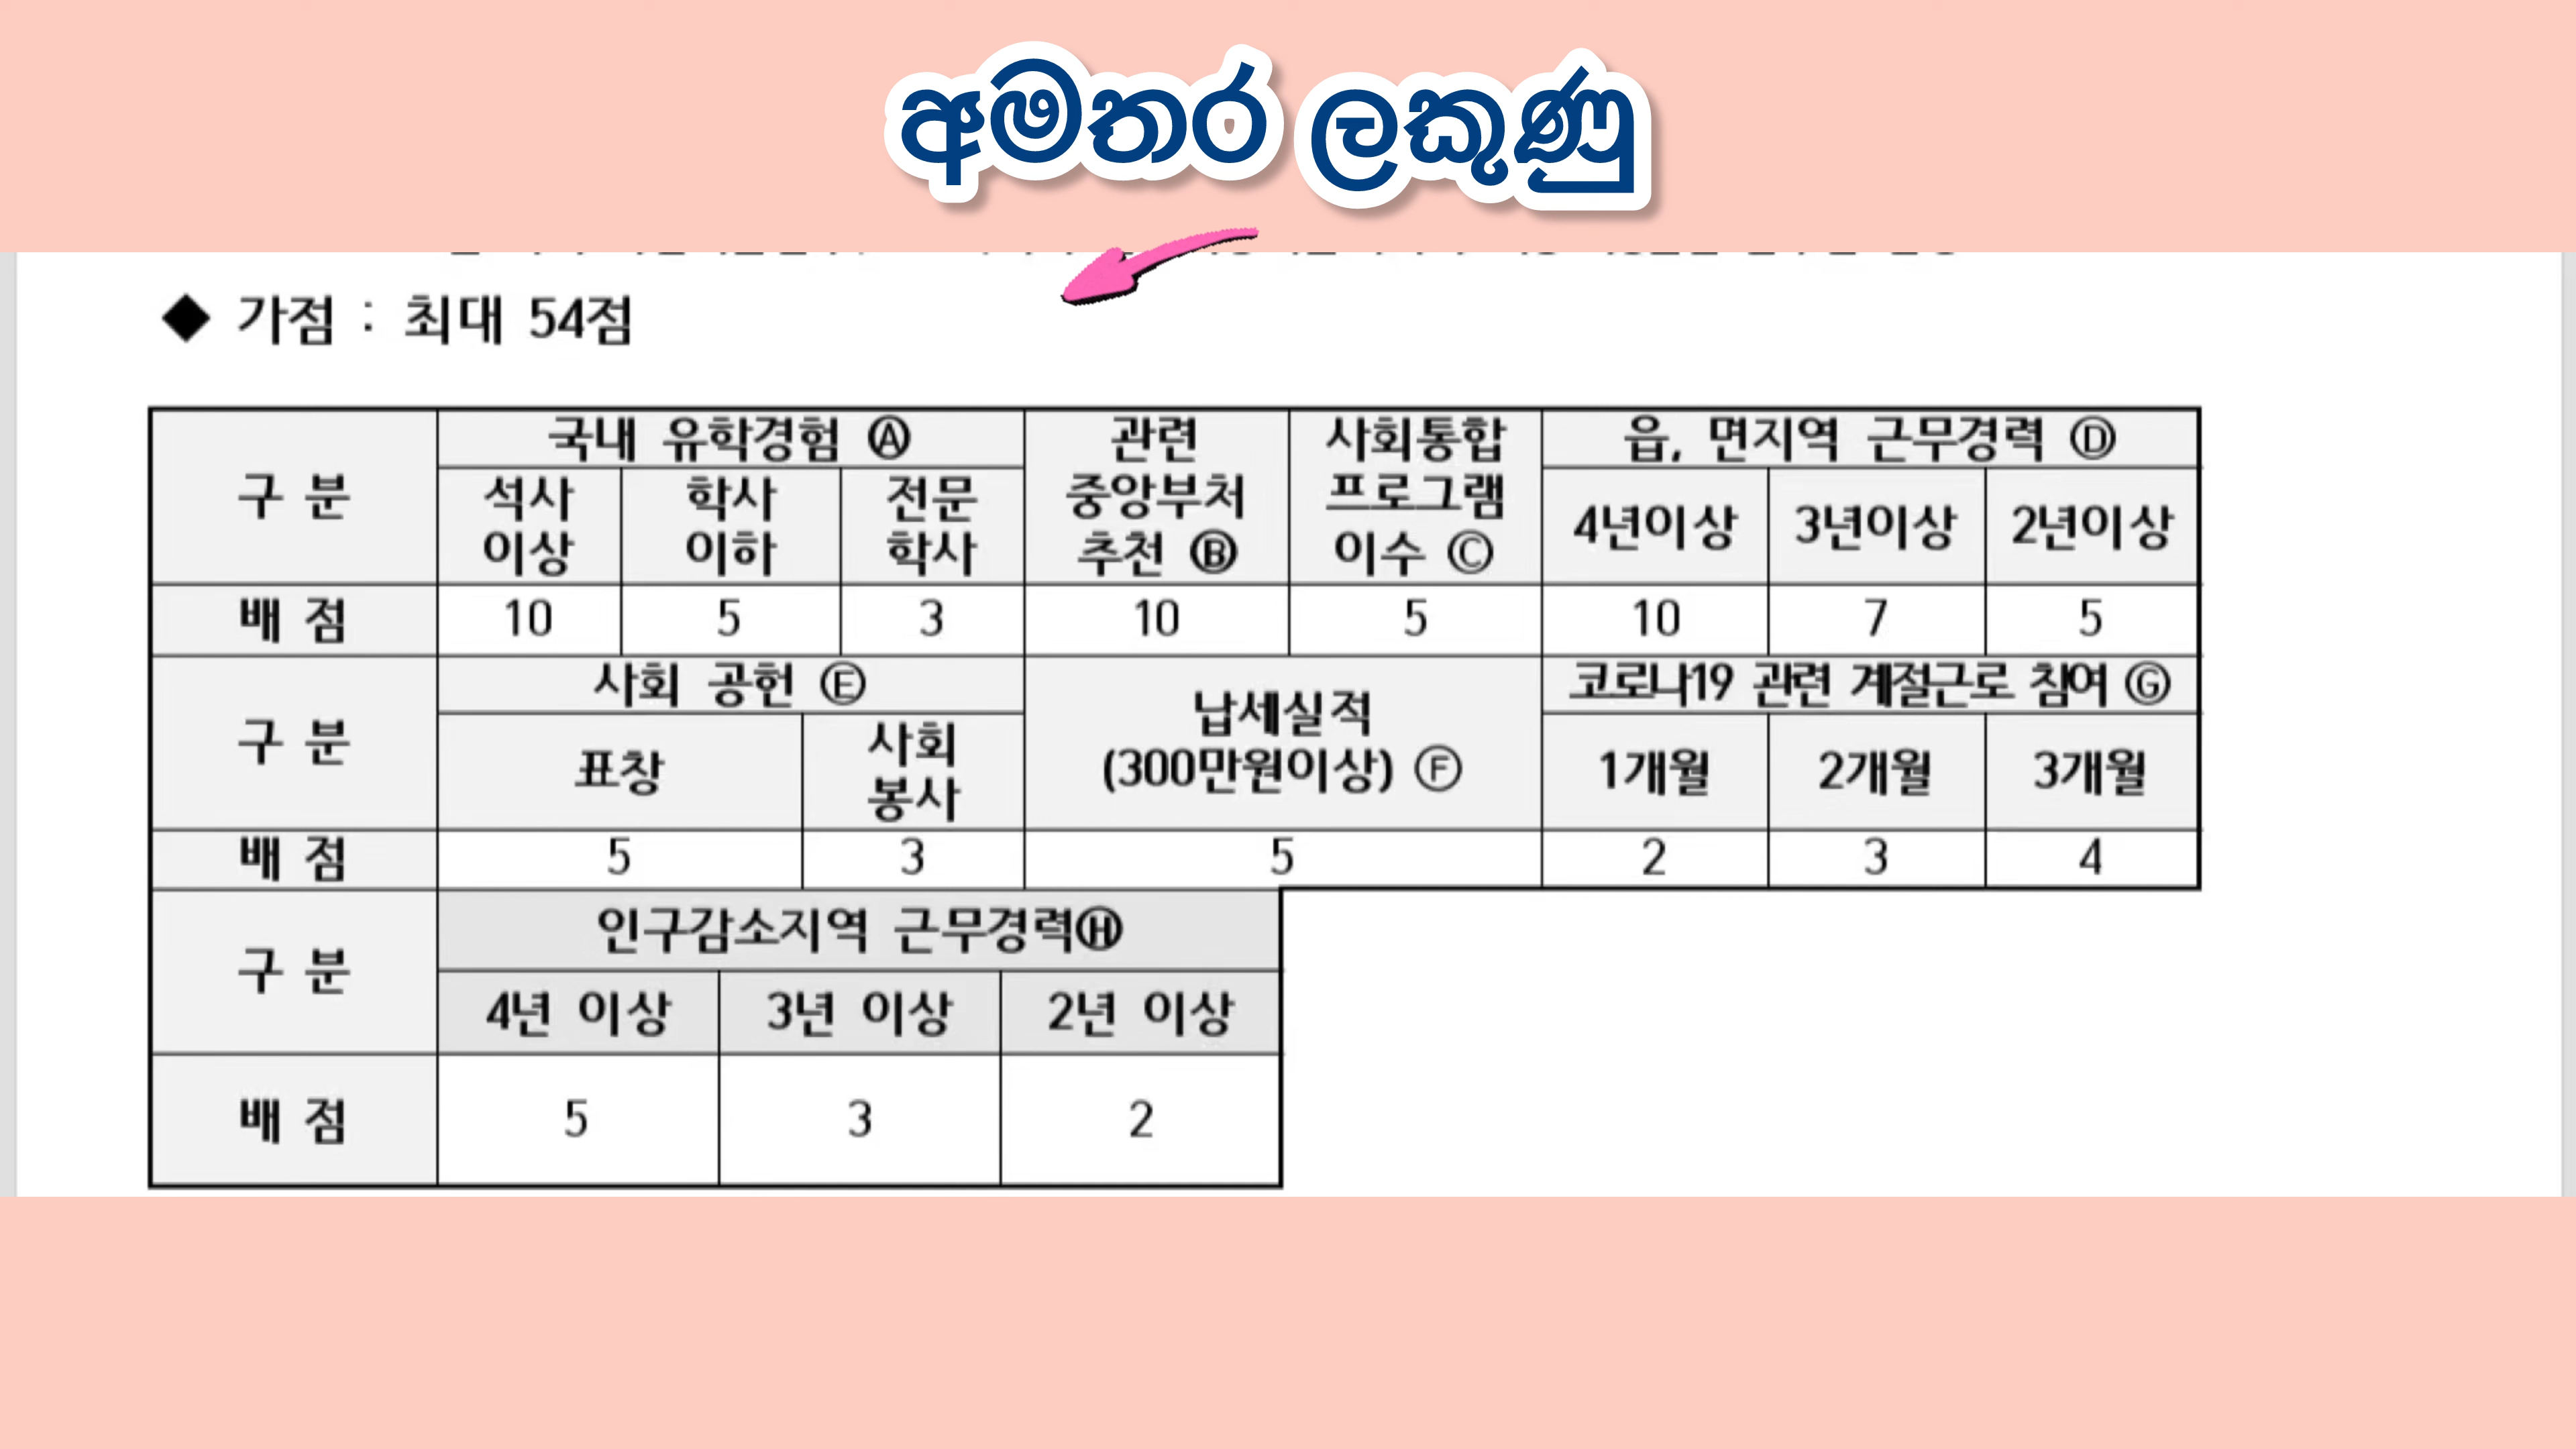 අමතර ලකුණු
◆ 가점 : 최대 54점
구 분
국내 유학경험 Ⓐ
석사 이상
학사 이하
전문 학사
관련 중앙부처 추천 Ⓑ
사회통합 프로그램 이수 Ⓒ
읍, 면지역 근무경력 Ⓓ
4년이상 3년이상 2년이상
배 점 10 5 3 10 5 10 7 5
구 분
사회 공헌 Ⓔ
표창
사회 봉사
납세실적
(300만원이상) Ⓕ
코로나19 관련 계절근로 참여 Ⓖ
1개월 2개월 3개월
배 점 5 3 5 2 3 4
구 분
인구감소지역 근무경력Ⓗ
4년 이상 3년 이상 2년 이상
배 점 5 3 2